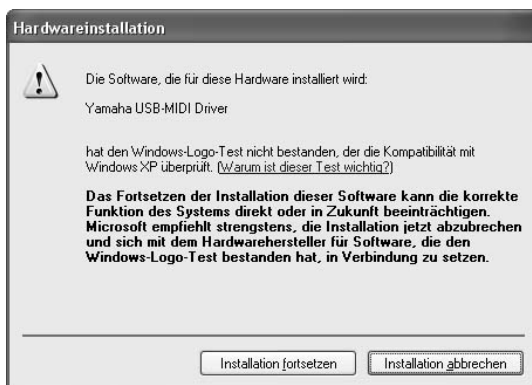 Hardwareinstallation
Die Software, die für diese Hardware installiert wird:
Yamaha USB-MIDI Driver
hat den Windows-Logo-Test nicht bestanden, der die Kompatibilität mit
Windows XP überprüft. (Warum ist dieser Test wichtig?)
Das Fortsetzen der Installation dieser Software kann die korrekte
Funktion des Systems direkt oder in Zukunft beeinträchtigen.
Microsoft empfiehlt strengstens, die Installation jetzt abzubrechen
und sich mit dem Hardwarehersteller für Software, die den
Windows-Logo-Test bestanden hat, in Verbindung zu setzen.
Installation fortsetzen Installation abbrechen